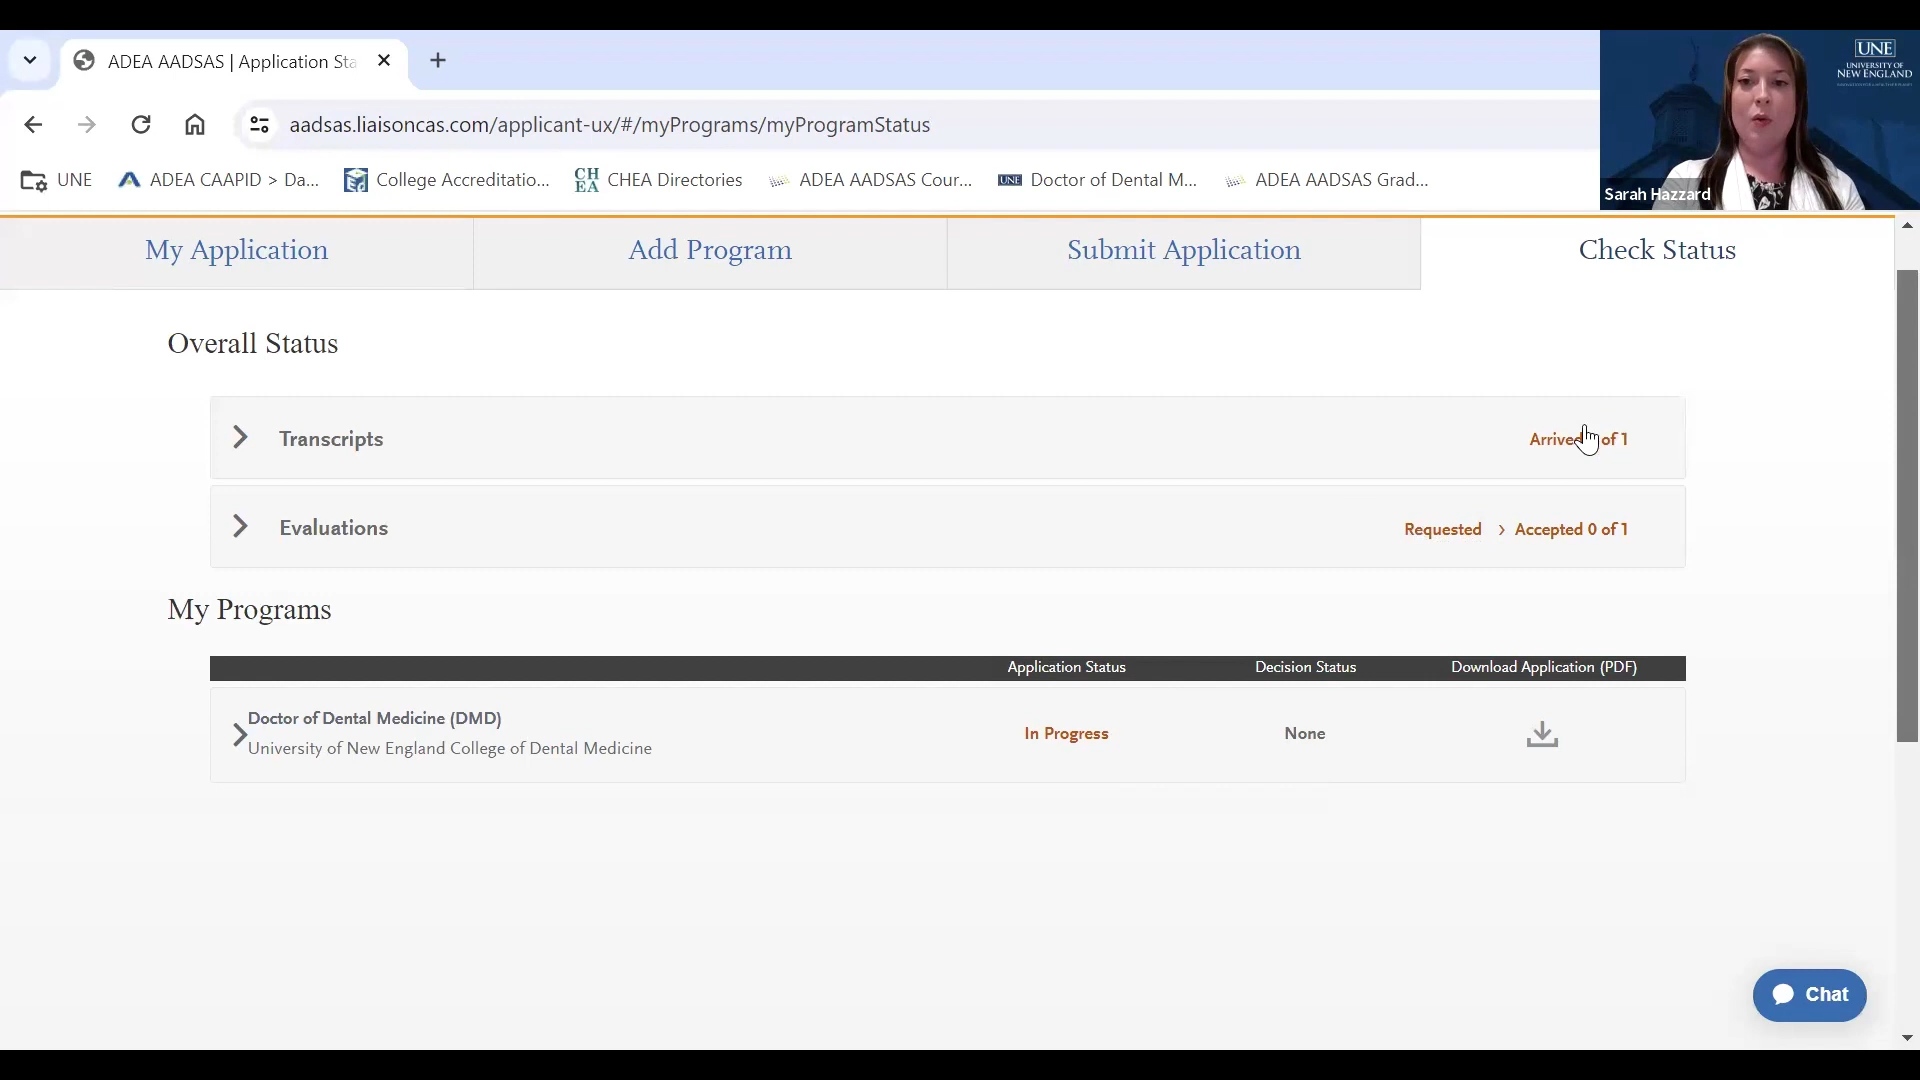 ADEA AADSAS | Application Sta
UNE
UNIVERSITY OF
NEW ENGLAND
aadsas.liaisoncas.com/applicant-ux/#/myPrograms/myProgramStatus
UNE
ADEA CAAPID > Da...
College Accreditatio...
CH
EA
CHEA Directories
ADEA AADSAS Cour...
UNE
Doctor of Dental M...
ADEA AADSAS Grad...
Sarah Hazzard
My Application
Add Program
Submit Application
Check Status
Overall Status
Transcripts
of 1
Evaluations
Requested > Accepted 0 of 1
My Programs
Application Status
Decision Status
Download Application (PDF)
Doctor of Dental Medicine (DMD)
University of New England College of Dental Medicine
In Progress
None
Chat